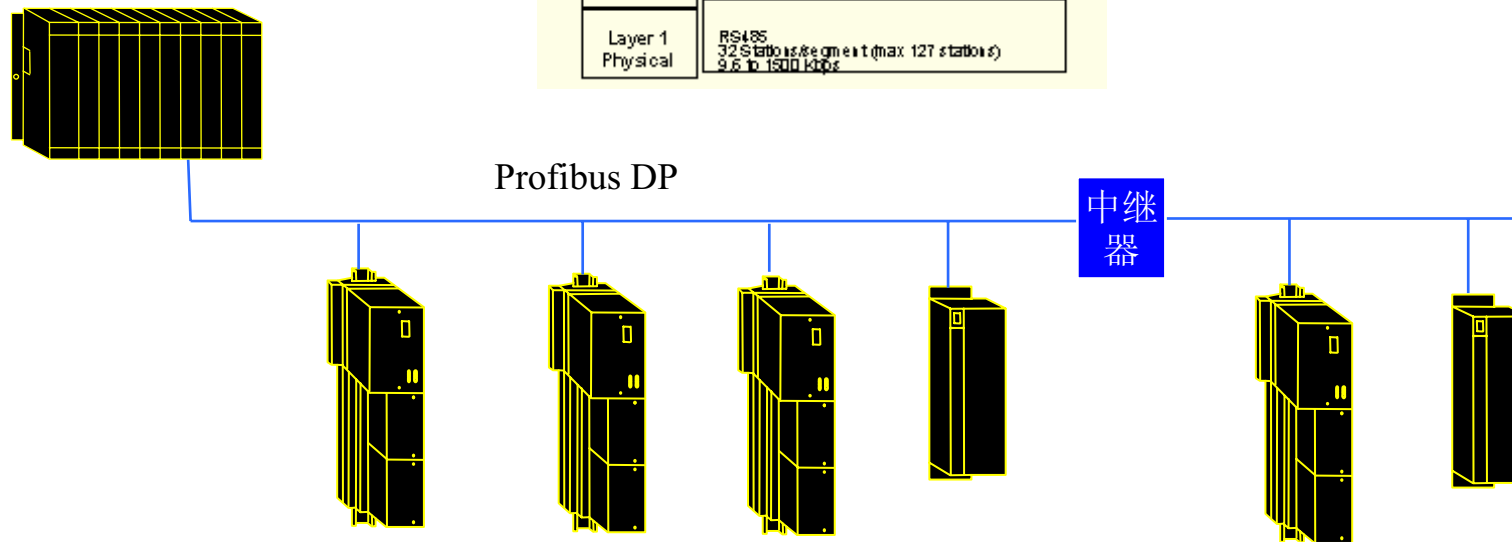 Layer 1
Physical
RS485
32 Stations/segment (max 127 stations)
9.6 to 1500 kbps
Profibus DP
中继
器